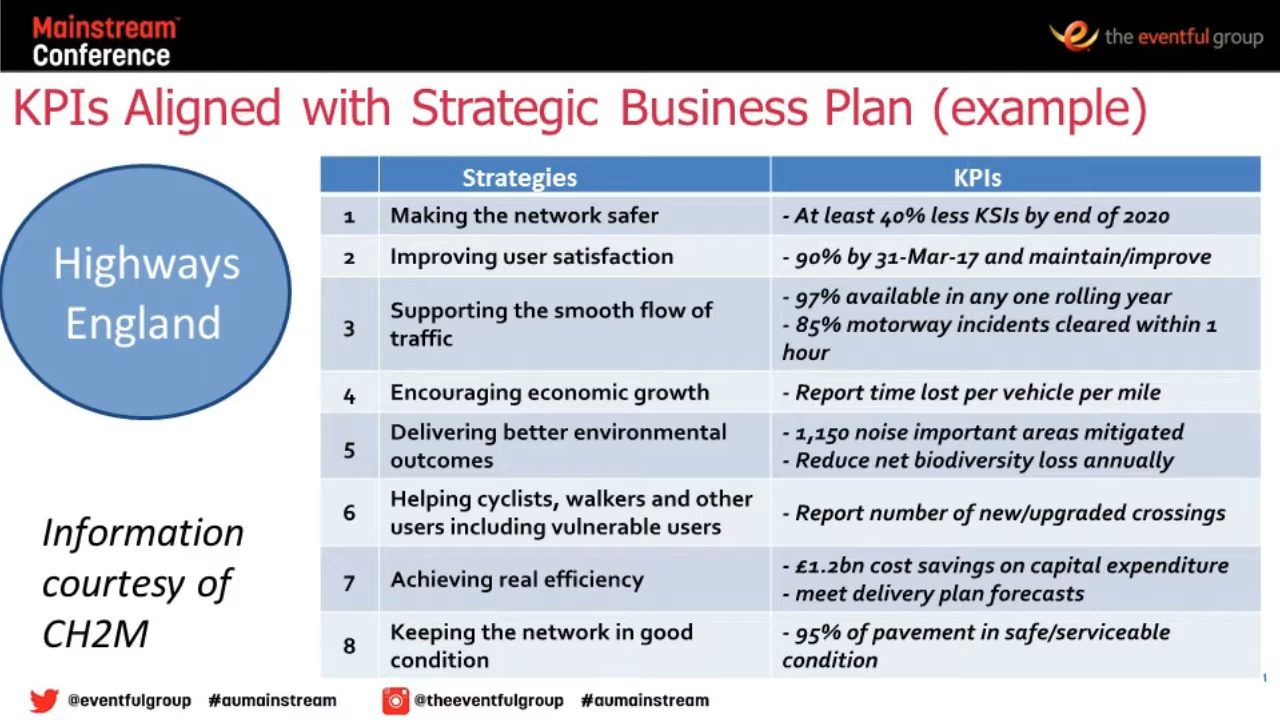 Mainstream
Conference
the eventful group
KPIs Aligned with Strategic Business Plan (example)
Highways
England
Information
courtesy of
CH2M
Strategies KPIs
1 Making the network safer - At least 40% less KSIs by end of 2020
2 Improving user satisfaction - 90% by 31-Mar-17 and maintain/improve
3 Supporting the smooth flow of
traffic
- 97% available in any one rolling year
- 85% motorway incidents cleared within 1
hour
4 Encouraging economic growth - Report time lost per vehicle per mile
5 Delivering better environmental
outcomes
- 1,150 noise important areas mitigated
- Reduce net biodiversity loss annually
6 Helping cyclists, walkers and other
users including vulnerable users
- Report number of new/upgraded crossings
7 Achieving real efficiency
- £1.2bn cost savings on capital expenditure
- meet delivery plan forecasts
8 Keeping the network in good
condition
- 95% of pavement in safe/serviceable
condition
@eventfulgroup #aumainstream @theeventfulgroup #aumainstream